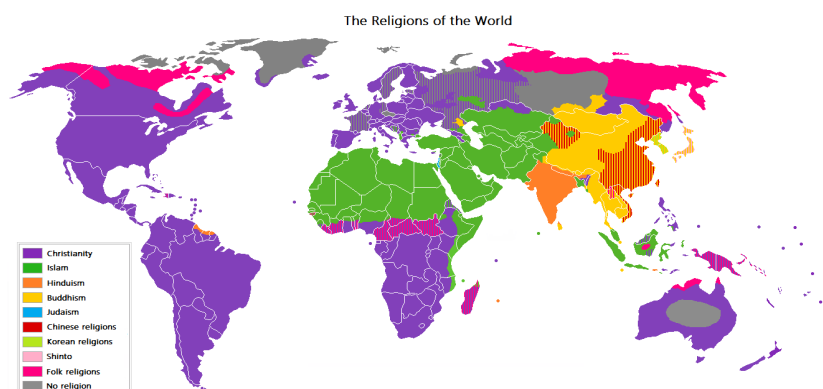 The Religions of the World
Christianity
Islam
Hinduism
Buddhism
Judaism
Chinese religions
Korean religions
Shinto
Folk religions
No religion